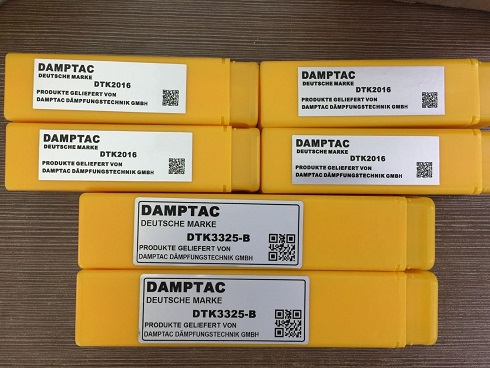 DAMPTAC
DEUTSCHE MARKE
DTK2016
PRODUKTE GELIEFERT VON
DAMPTAC DÄMPFUNGSTECHNIK GMBH
DAMPTAC
DEUTSCHE MARKE
DTK2016
PRODUKTE GELIEFERT VON
DAMPTAC DÄMPFUNGSTECHNIK GMBH
DAMPTAC
DEUTSCHE MARKE
DTK2016
PRODUKTE GELIEFERT VON
DAMPTAC DÄMPFUNGSTECHNIK GMBH
DAMPTAC
DEUTSCHE MARKE
DTK2016
PRODUKTE GELIEFERT VON
DAMPTAC DÄMPFUNGSTECHNIK GMBH
DAMPTAC
DEUTSCHE MARKE
DTK3325-B
PRODUKTE GELIEFERT VON
DAMPTAC DÄMPFUNGSTECHNIK GMBH
DAMPTAC
DEUTSCHE MARKE
DTK3325-B
PRODUKTE GELIEFERT VON
DAMPTAC DÄMPFUNGSTECHNIK GMBH